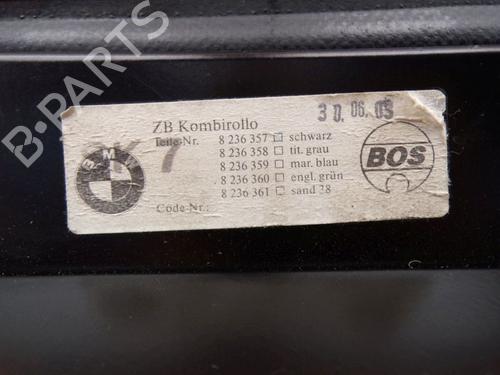 B-PARTS
30.06.03
ZB Kombirollo
Teile-Nr. 8 236 357 schwarz
8 236 358 tit. grau
8 236 359 mar. blau
8 236 360 engl. grün
8 236 361 sand 28
Code-Nr.:
BMW
BOS